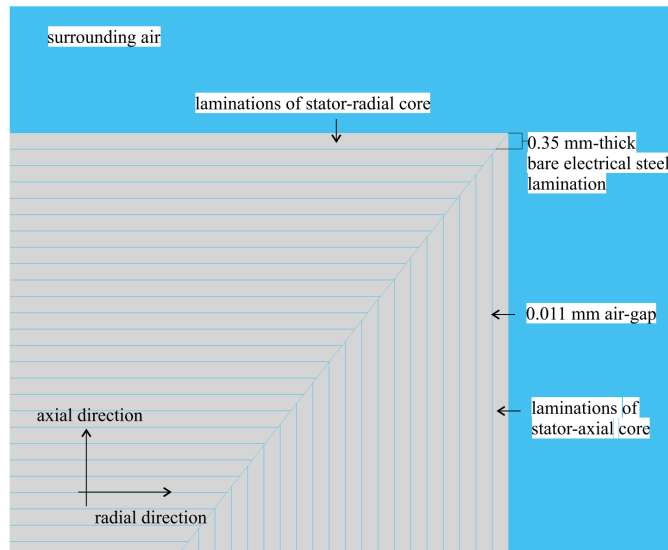 surrounding air
laminations of stator-radial core
0.35 mm-thick
bare electrical steel
lamination
0.011 mm air-gap
laminations of
stator-axial core
axial direction
radial direction